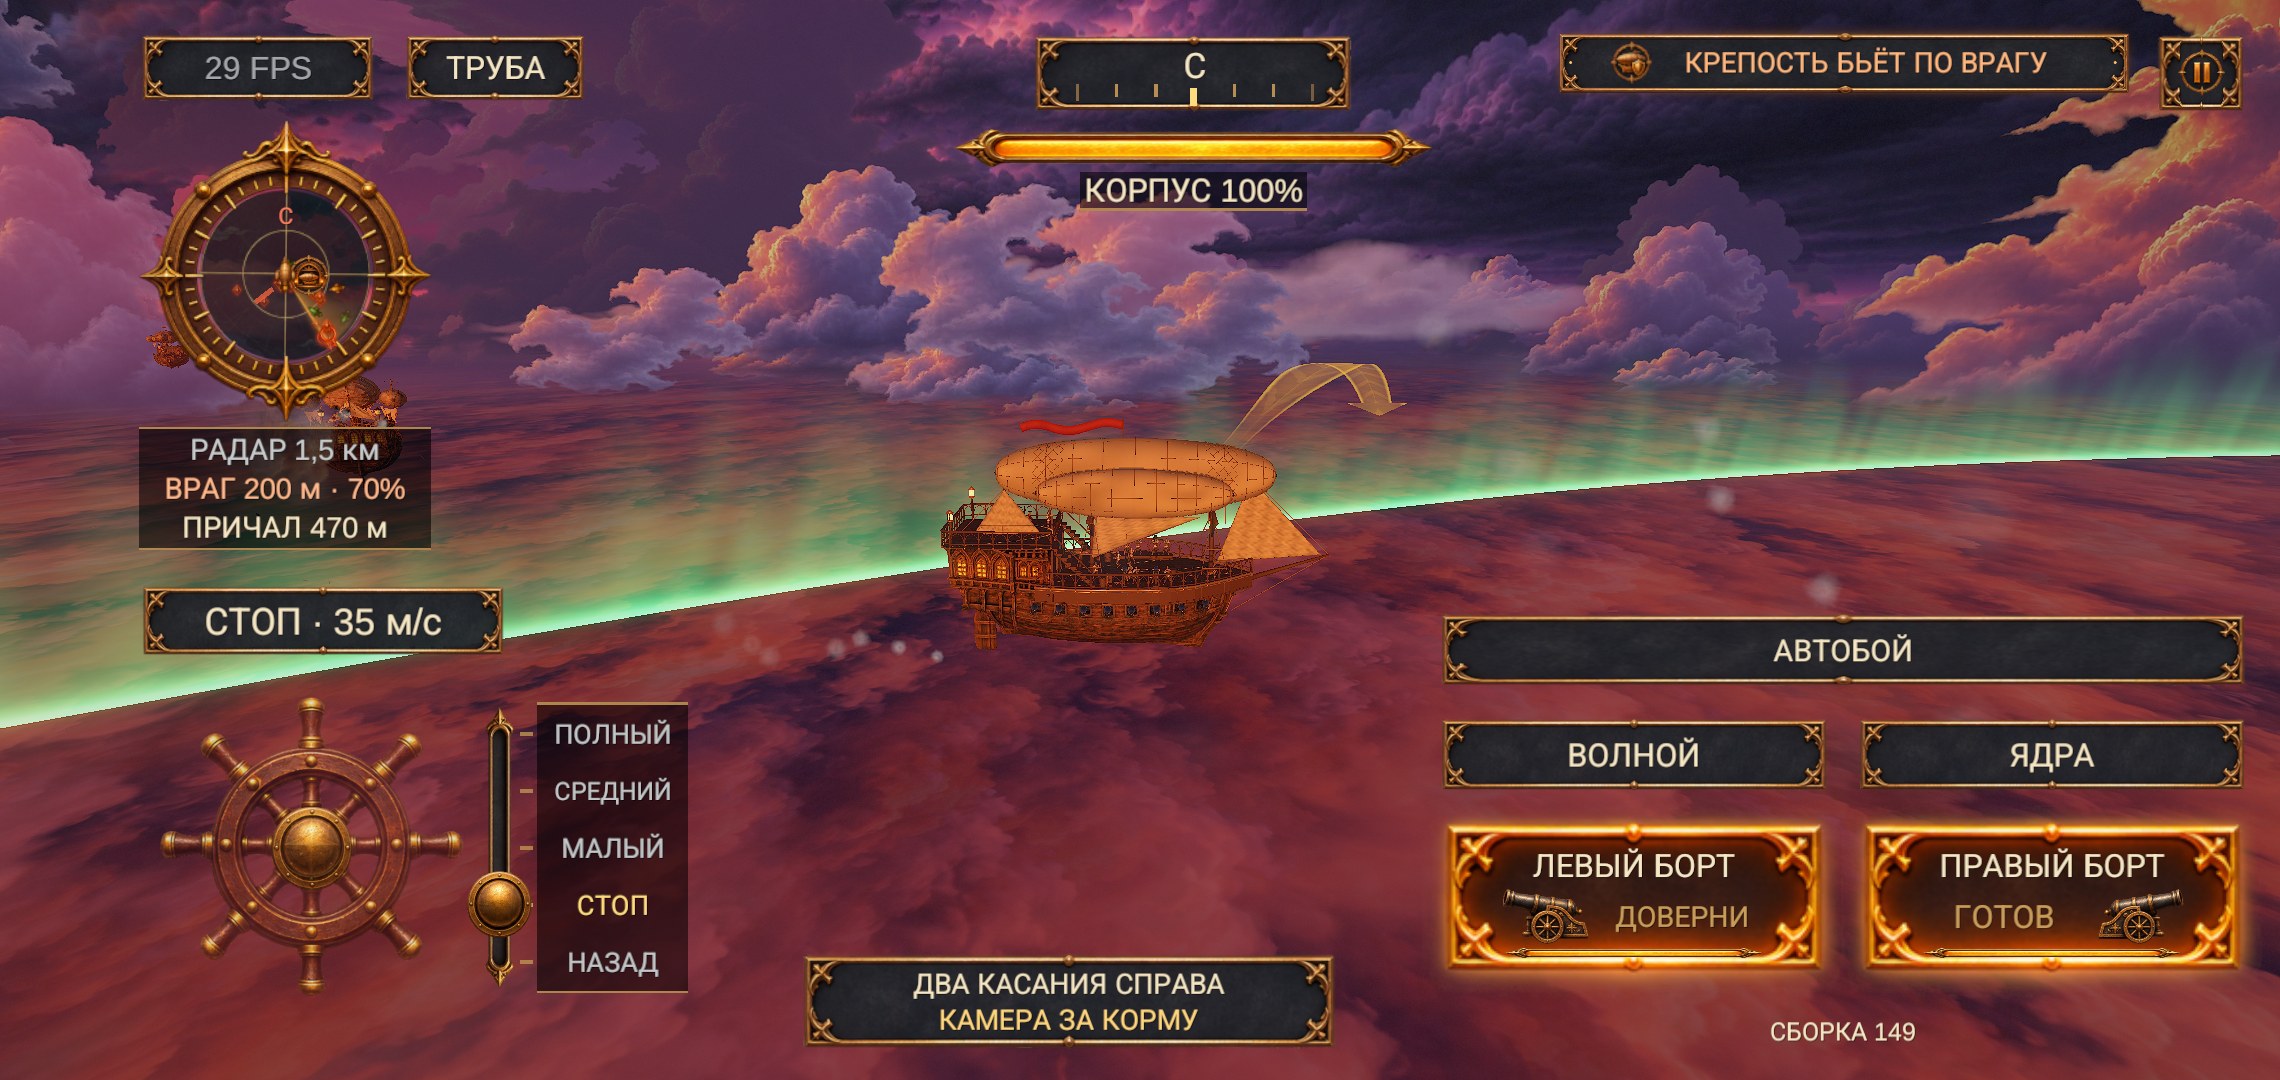 29 FPS
ТРУБА
С
КРЕПОСТЬ БЬЁТ ПО ВРАГУ
КОРПУС 100%
С
РАДАР 1,5 км
ВРАГ 200 м · 70%
ПРИЧАЛ 470 м
СТОП · 35 м/с
ПОЛНЫЙ
СРЕДНИЙ
МАЛЫЙ
СТОП
НАЗАД
АВТОБОЙ
ВОЛНОЙ
ЯДРА
ЛЕВЫЙ БОРТ
ДОВЕРНИ
ПРАВЫЙ БОРТ
ГОТОВ
ДВА КАСАНИЯ СПРАВА
КАМЕРА ЗА КОРМУ
СБОРКА 149